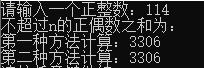 请输入一个正整数：114
不超过n的正偶数之和为：
第一种方法计算：3306
第二种方法计算：3306